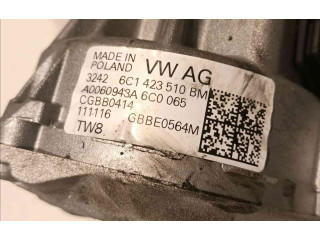 MADE IN
POLAND VW AG
3242 6C1 423 510 BM
A0060943A 6C0 065
CGBB0414
111116 GBBE0564M
TW8